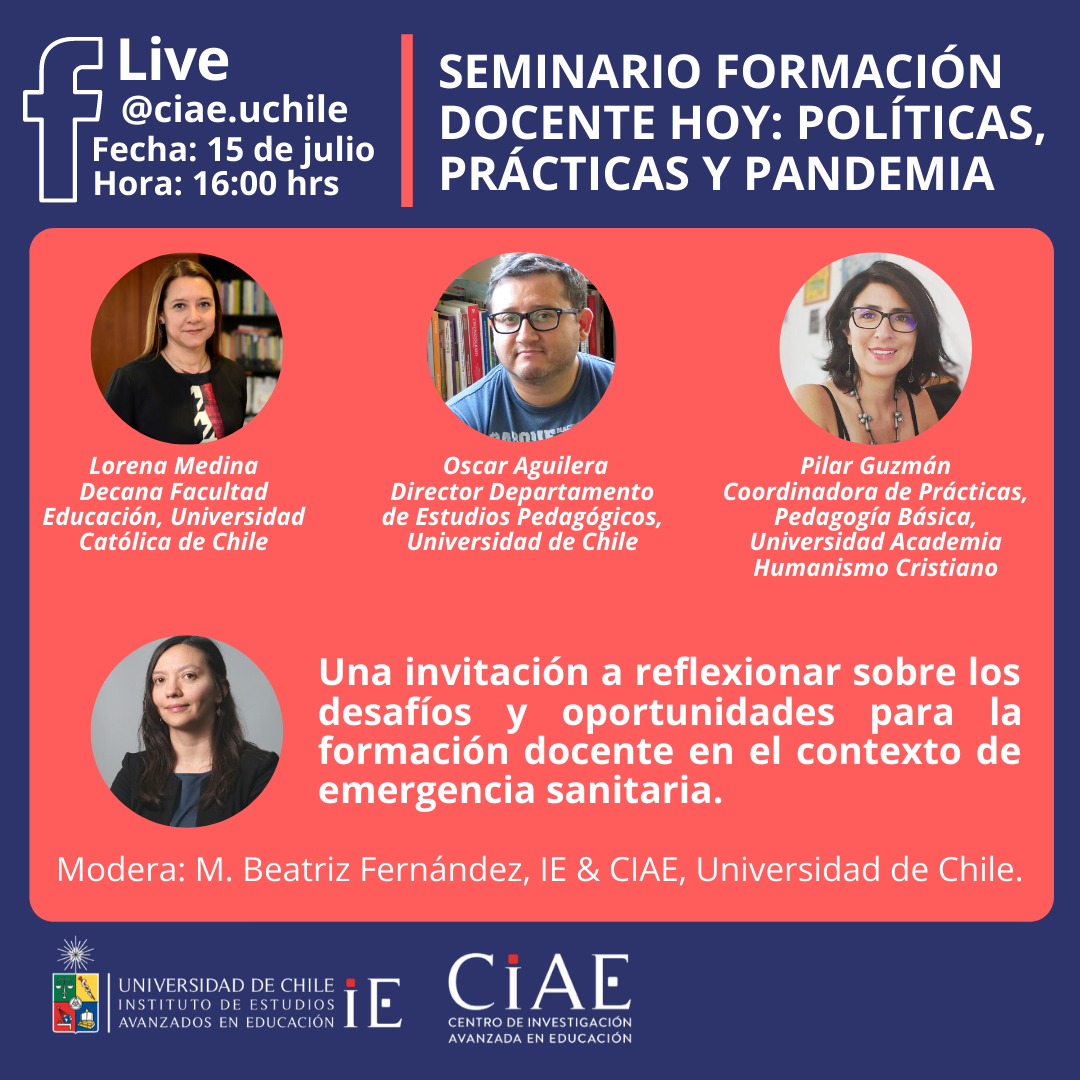 Live
@ciae.uchile
Fecha: 15 de julio
Hora: 16:00 hrs
SEMINARIO FORMACIÓN
DOCENTE HOY: POLÍTICAS,
PRÁCTICAS Y PANDEMIA
Lorena Medina
Decana Facultad
Educación, Universidad
Católica de Chile
Oscar Aguilera
Director Departamento
de Estudios Pedagógicos,
Universidad de Chile
Pilar Guzmán
Coordinadora de Prácticas,
Pedagogía Básica,
Universidad Academia
Humanismo Cristiano
Una invitación a reflexionar sobre los
desafíos y oportunidades para la
formación docente en el contexto de
emergencia sanitaria.
Modera: M. Beatriz Fernández, IE & CIAE, Universidad de Chile.
UNIVERSIDAD DE CHILE
INSTITUTO DE ESTUDIOS
AVANZADOS EN EDUCACIÓN
iE
CiAE
CENTRO DE INVESTIGACIÓN
AVANZADA EN EDUCACIÓN